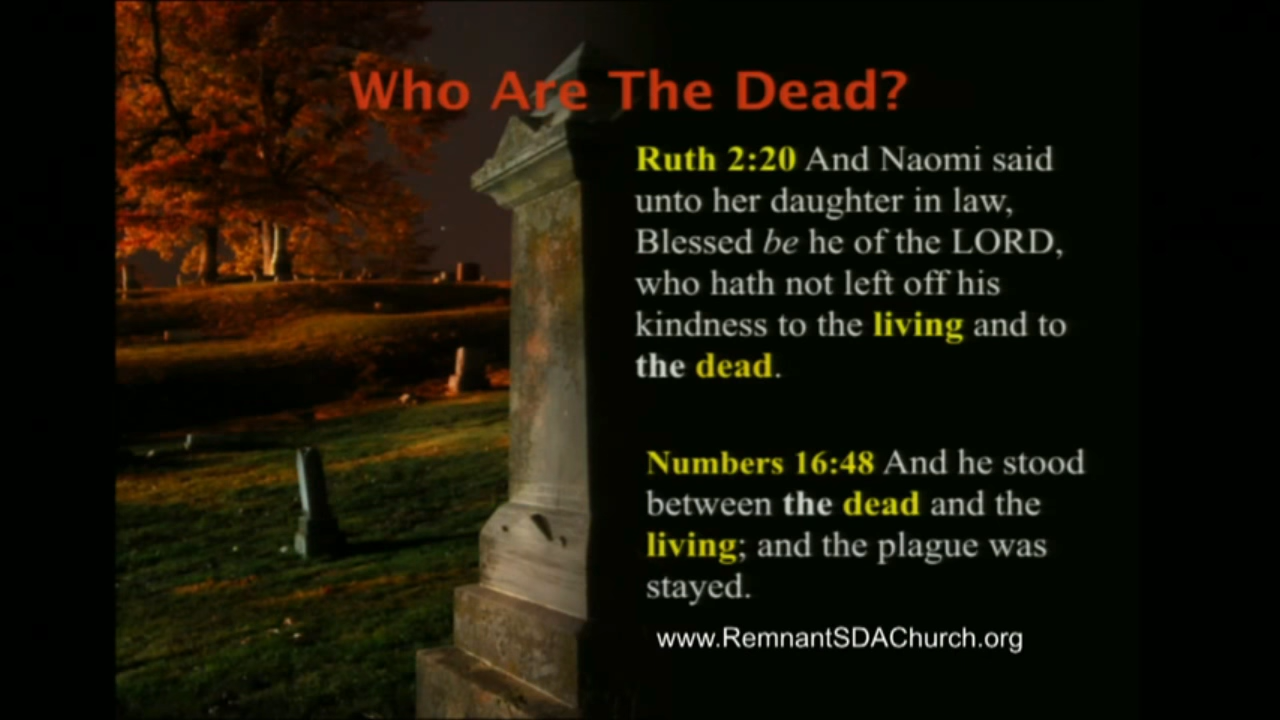 Who Are The Dead?
Ruth 2:20 And Naomi said
unto her daughter in law,
Blessed be he of the LORD,
who hath not left off his
kindness to the living and to
the dead.
Numbers 16:48 And he stood
between the dead and the
living; and the plague was
stayed.
www.RemnantSDAChurch.org